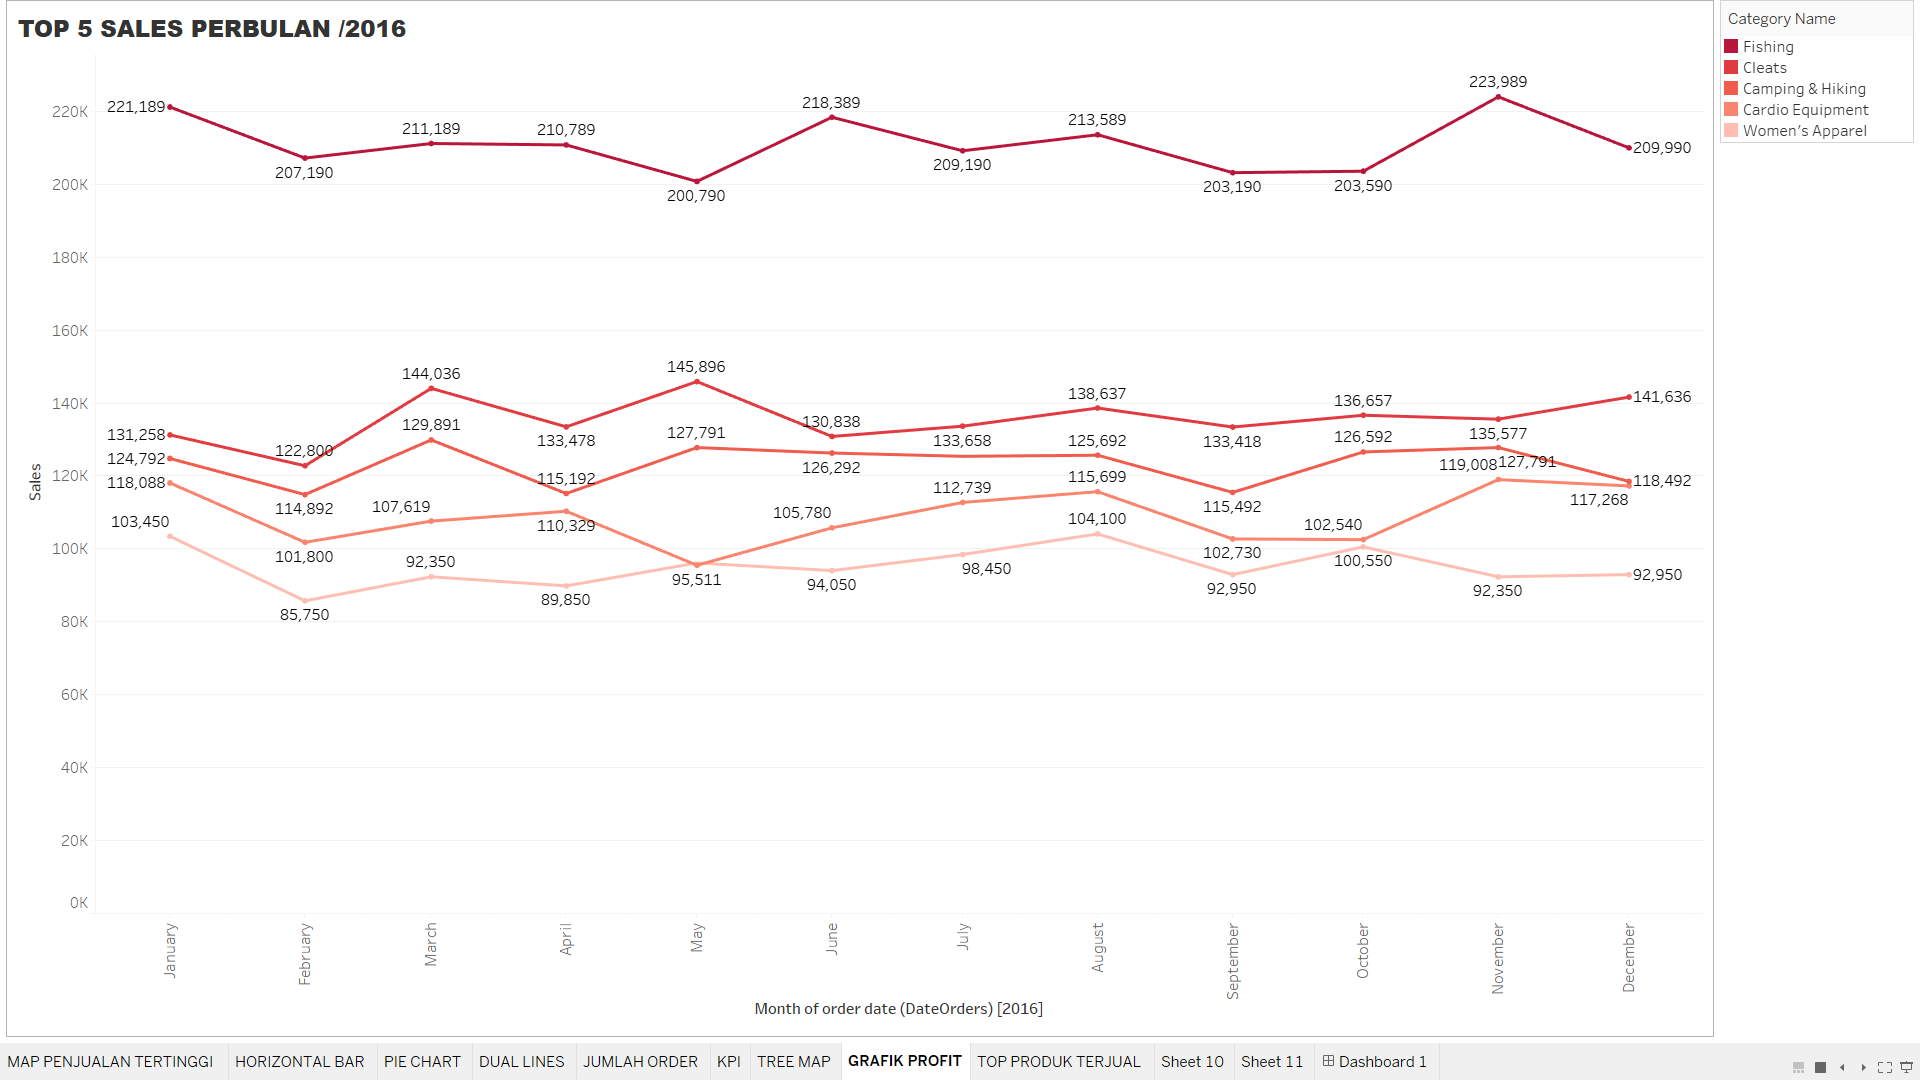 TOP 5 SALES PERBULAN /2016
Category Name
Fishing
Cleats
Camping & Hiking
Cardio Equipment
Women's Apparel
Sales
220K
200K
180K
160K
140K
120K
100K
80K
60K
40K
20K
0K
221,189
207,190
211,189
210,789
200,790
218,389
209,190
213,589
203,190
203,590
223,989
209,990
131,258
122,800
144,036
133,478
145,896
130,838
133,658
138,637
133,418
136,657
135,577
141,636
124,792
114,892
129,891
115,192
127,791
126,292
125,692
115,492
126,592
127,791
118,492
118,088
101,800
107,619
110,329
95,511
105,780
112,739
115,699
102,730
102,540
119,008
117,268
103,450
85,750
92,350
89,850
94,050
98,450
104,100
92,950
100,550
92,350
92,950
January
February
March
April
May
June
July
August
September
October
November
December
Month of order date (DateOrders) [2016]
MAP PENJUALAN TERTINGGI
HORIZONTAL BAR
PIE CHART
DUAL LINES
JUMLAH ORDER
KPI
TREE MAP
GRAFIK PROFIT
TOP PRODUK TERJUAL
Sheet 10
Sheet 11
Dashboard 1